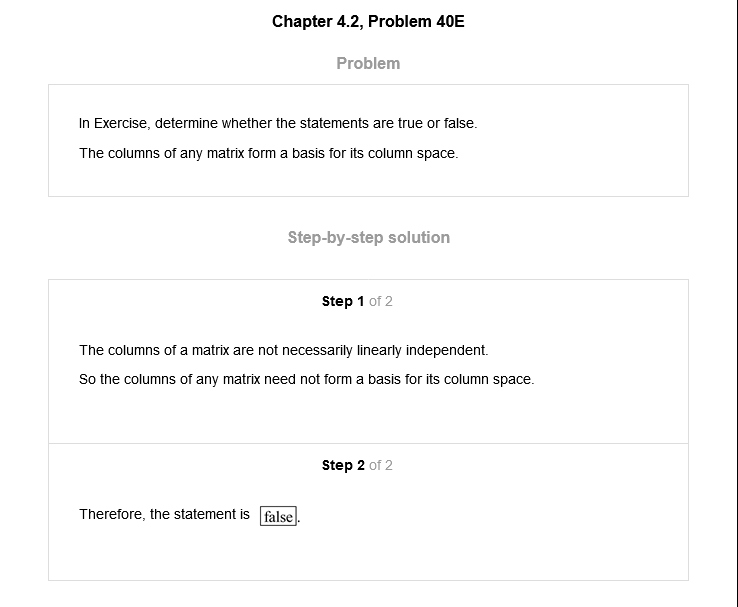 Chapter 4.2, Problem 40E
Problem
In Exercise, determine whether the statements are true or false.
The columns of any matrix form a basis for its column space.
Step-by-step solution
Step 1 of 2
The columns of a matrix are not necessarily linearly independent.
So the columns of any matrix need not form a basis for its column space.
Step 2 of 2
Therefore, the statement is false.